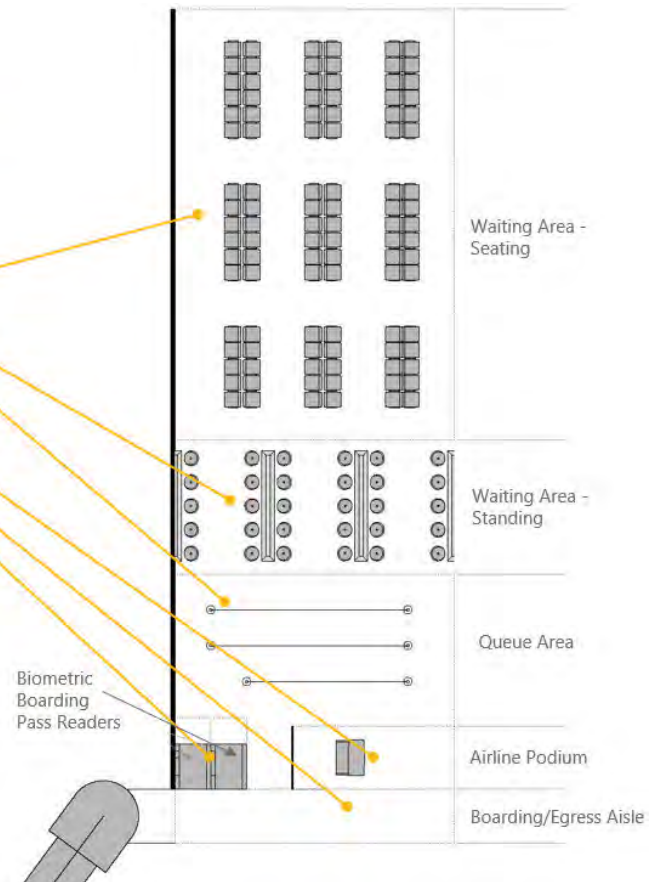 Waiting Area -
Seating
Waiting Area -
Standing
Queue Area
Biometric
Boarding
Pass Readers
Airline Podium
Boarding/Egress Aisle